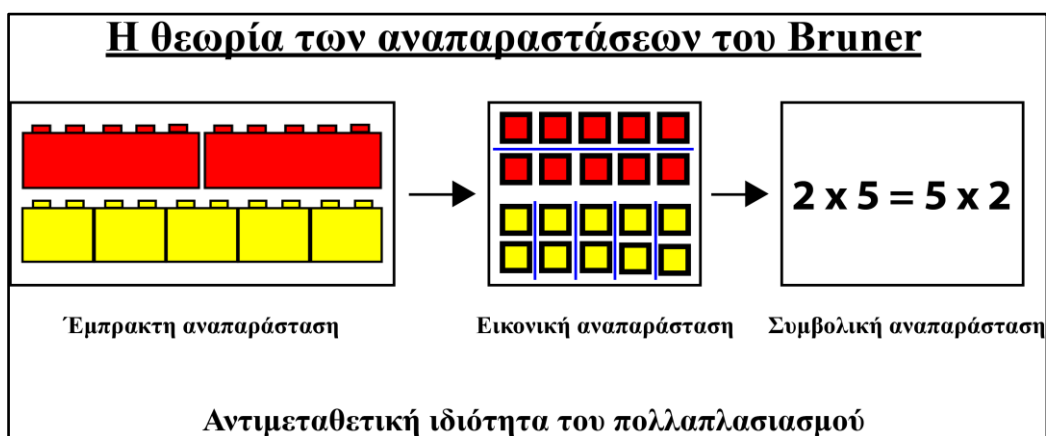 Η θεωρία των αναπαραστάσεων του Bruner
2 x 5 = 5 x 2
Έμπρακτη αναπαράσταση
Εικονική αναπαράσταση
Συμβολική αναπαράσταση
Αντιμεταθετική ιδιότητα του πολλαπλασιασμού